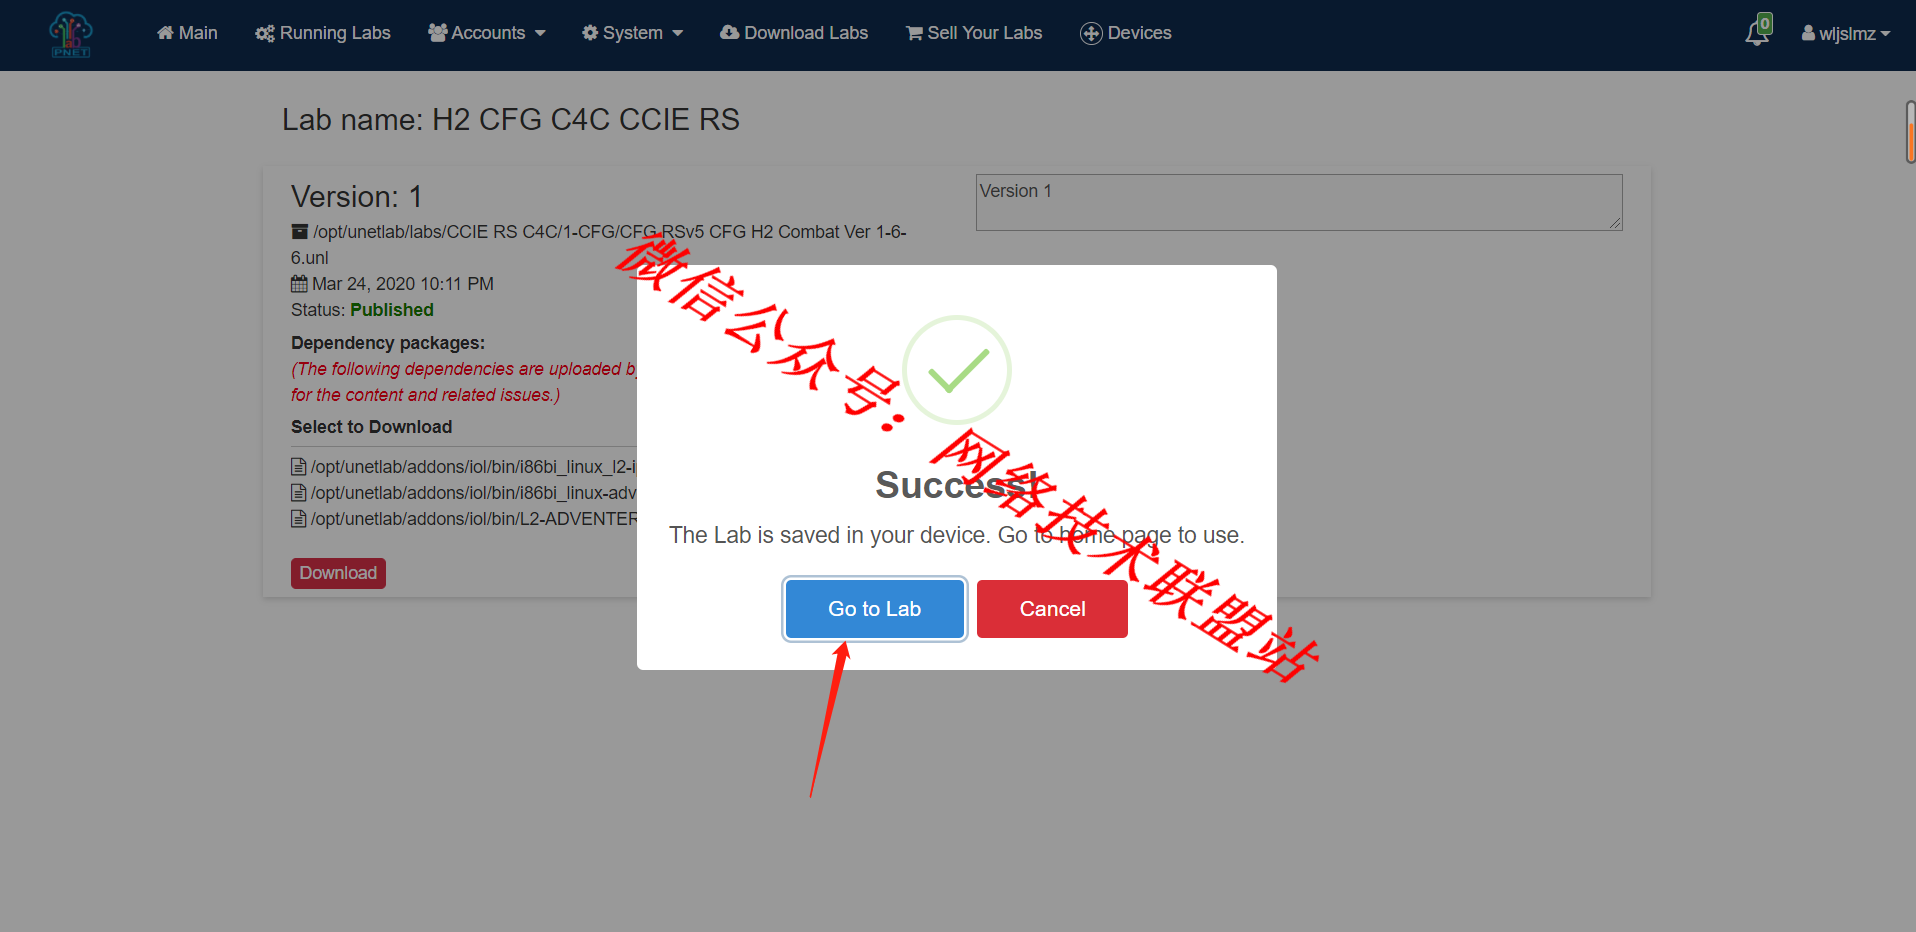 PNET
Main
Running Labs
Accounts
System
Download Labs
Sell Your Labs
Devices
0
wljslmz
Lab name: H2 CFG C4C CCIE RS
Version: 1
/opt/unetlab/labs/CCIE RS C4C/1-CFG/CFG RSv5 CFG H2 Combat Ver 1-6-
6.unl
Mar 24, 2020 10:11 PM
Status: Published
Dependency packages:
(The following dependencies are uploaded by
for the content and related issues.)
Select to Download
/opt/unetlab/addons/iol/bin/i86bi_linux_l2-i
/opt/unetlab/addons/iol/bin/i86bi_linux-adv
/opt/unetlab/addons/iol/bin/L2-ADVENTER
Download
Version 1
Success!
The Lab is saved in your device. Go to home page to use.
Go to Lab
Cancel
微信公众号：网络技术联盟站